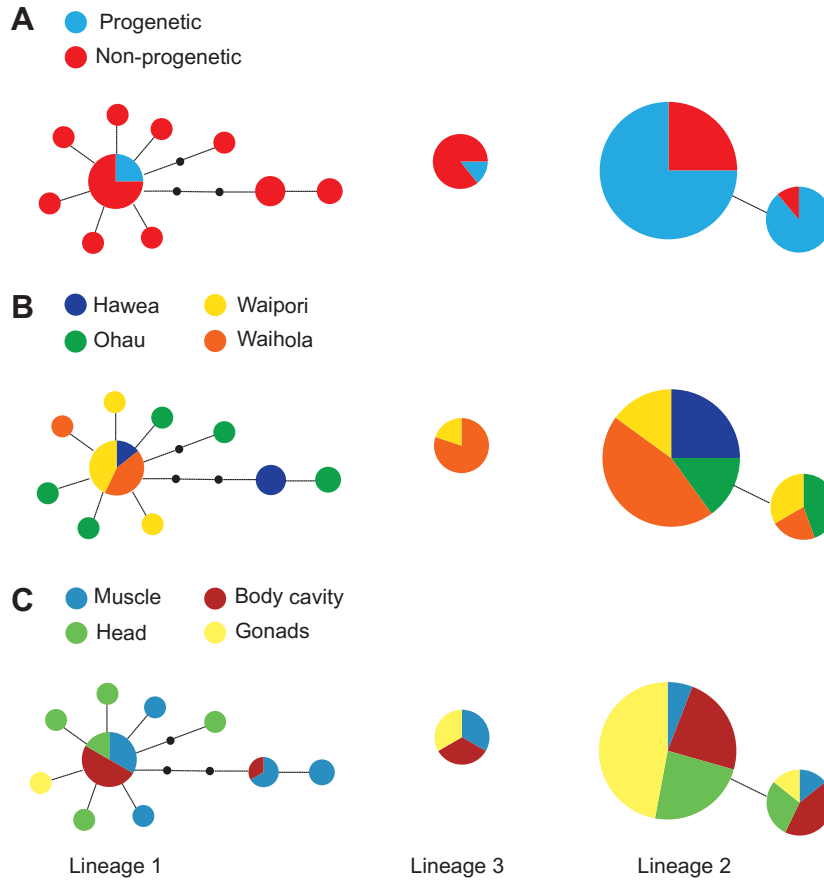 A
Progenetic
Non-progenetic
B
Hawea
Waipori
Ohau
Waihola
C
Muscle
Body cavity
Head
Gonads
Lineage 1
Lineage 3
Lineage 2